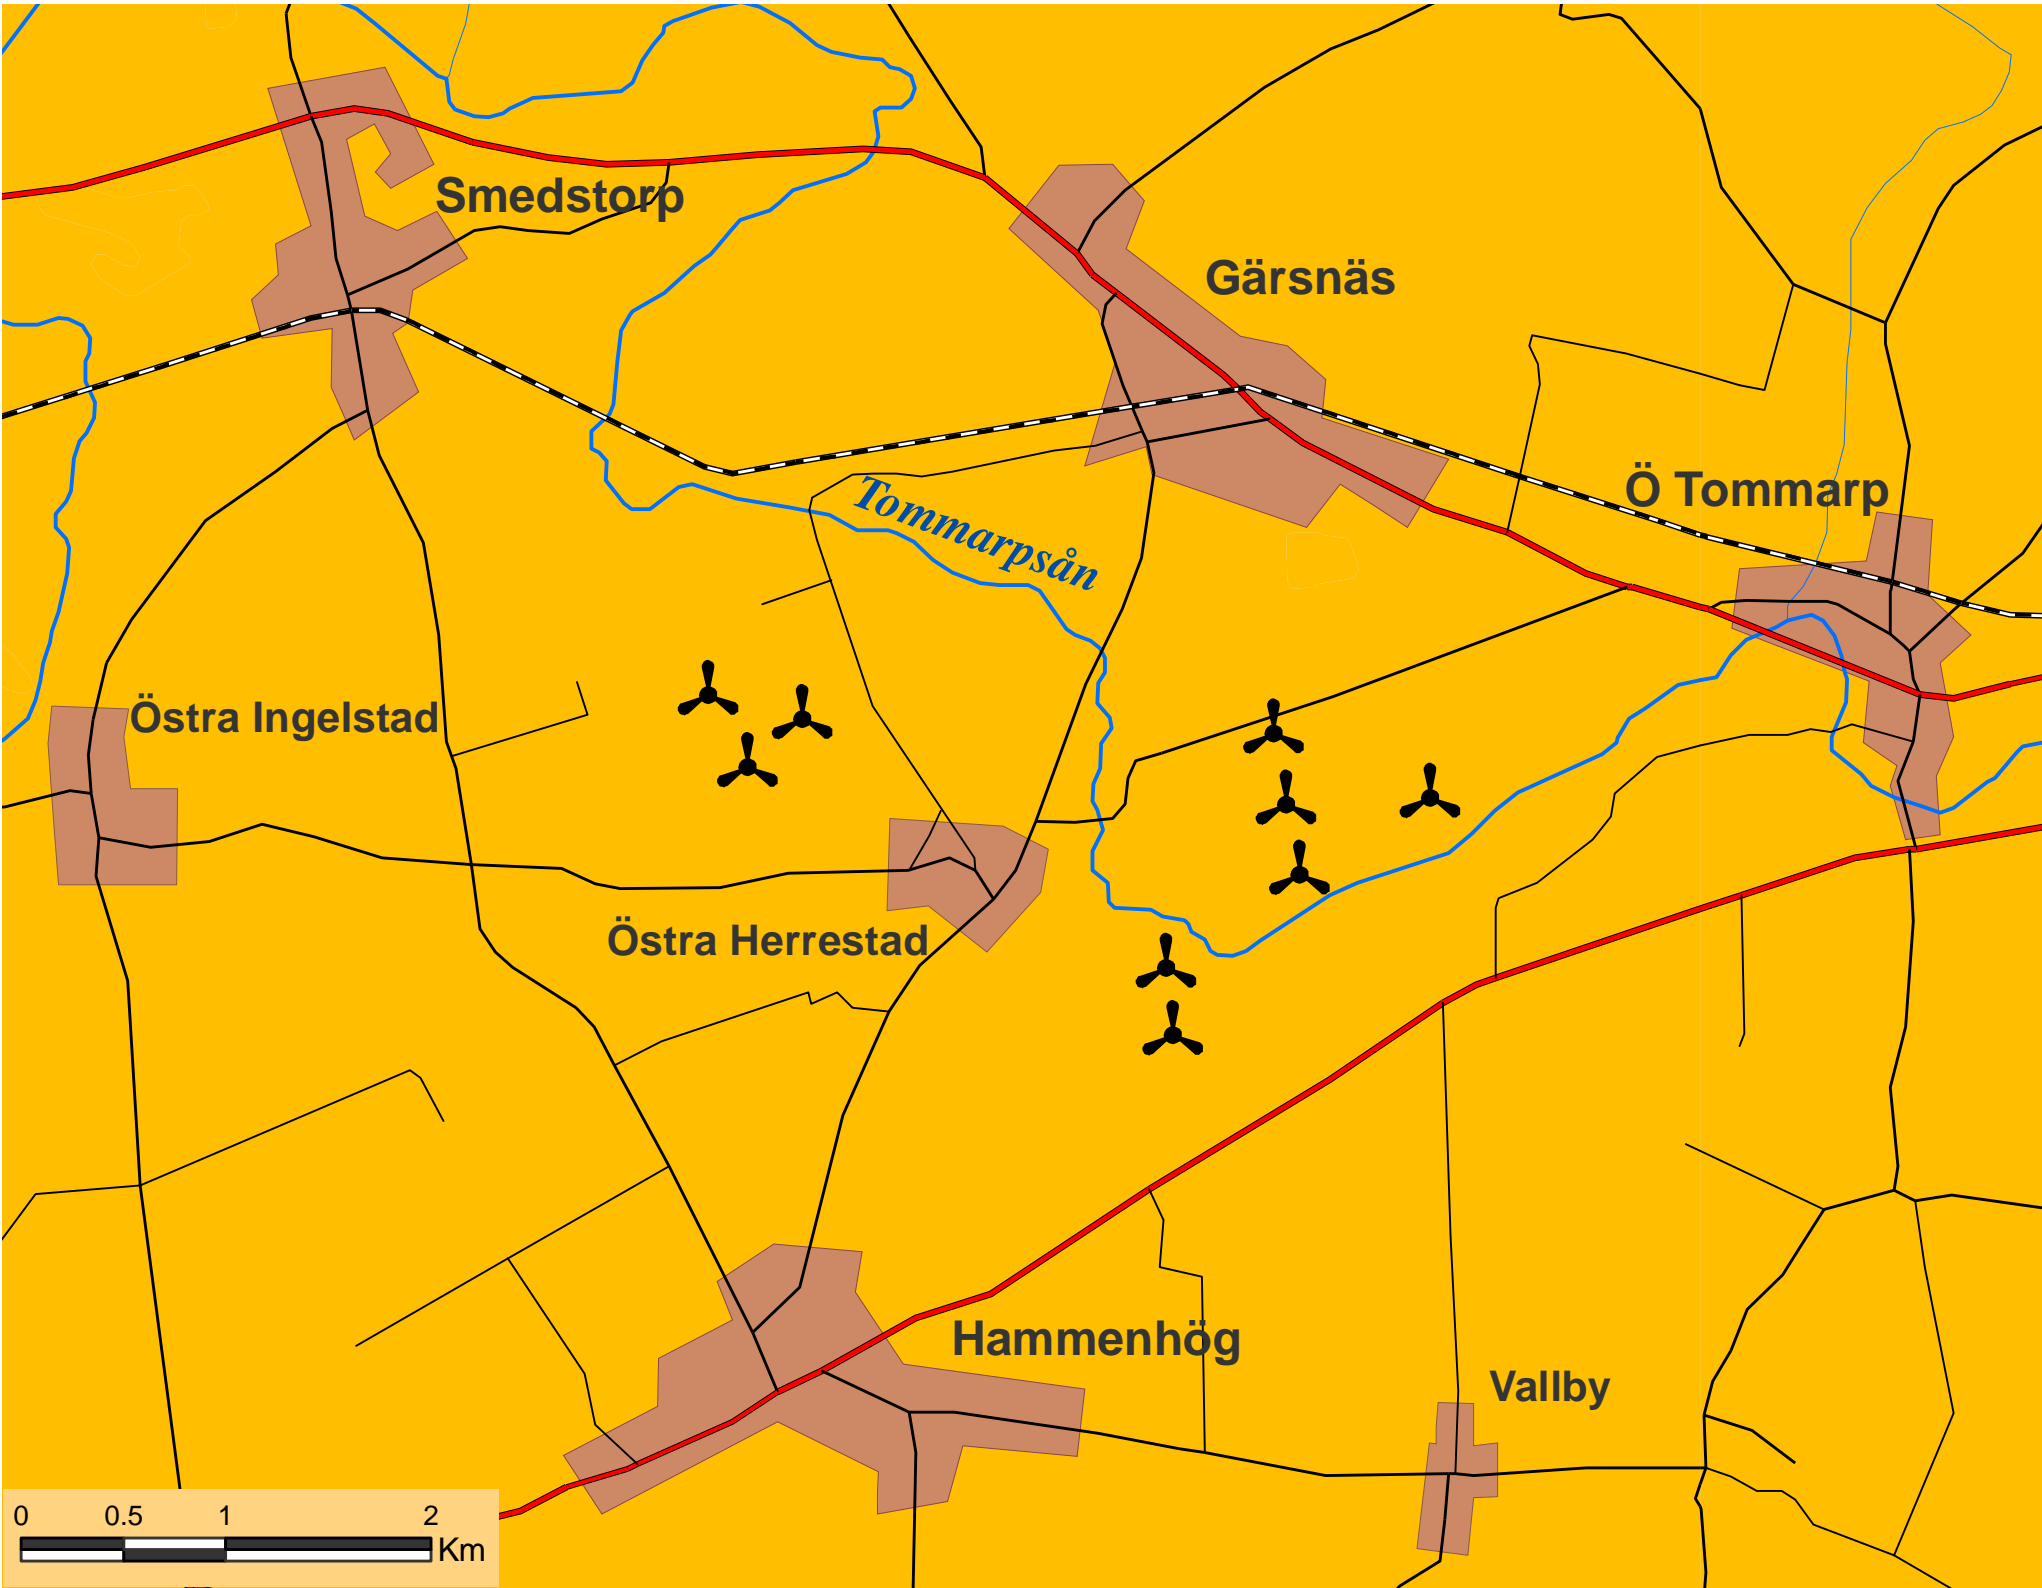 Smedstorp
Gärsnäs
Ö Tommarp
Tommarpsån
Östra Ingelstad
Östra Herrestad
Hammenhög
Vallby
0 0.5 1 2
Km